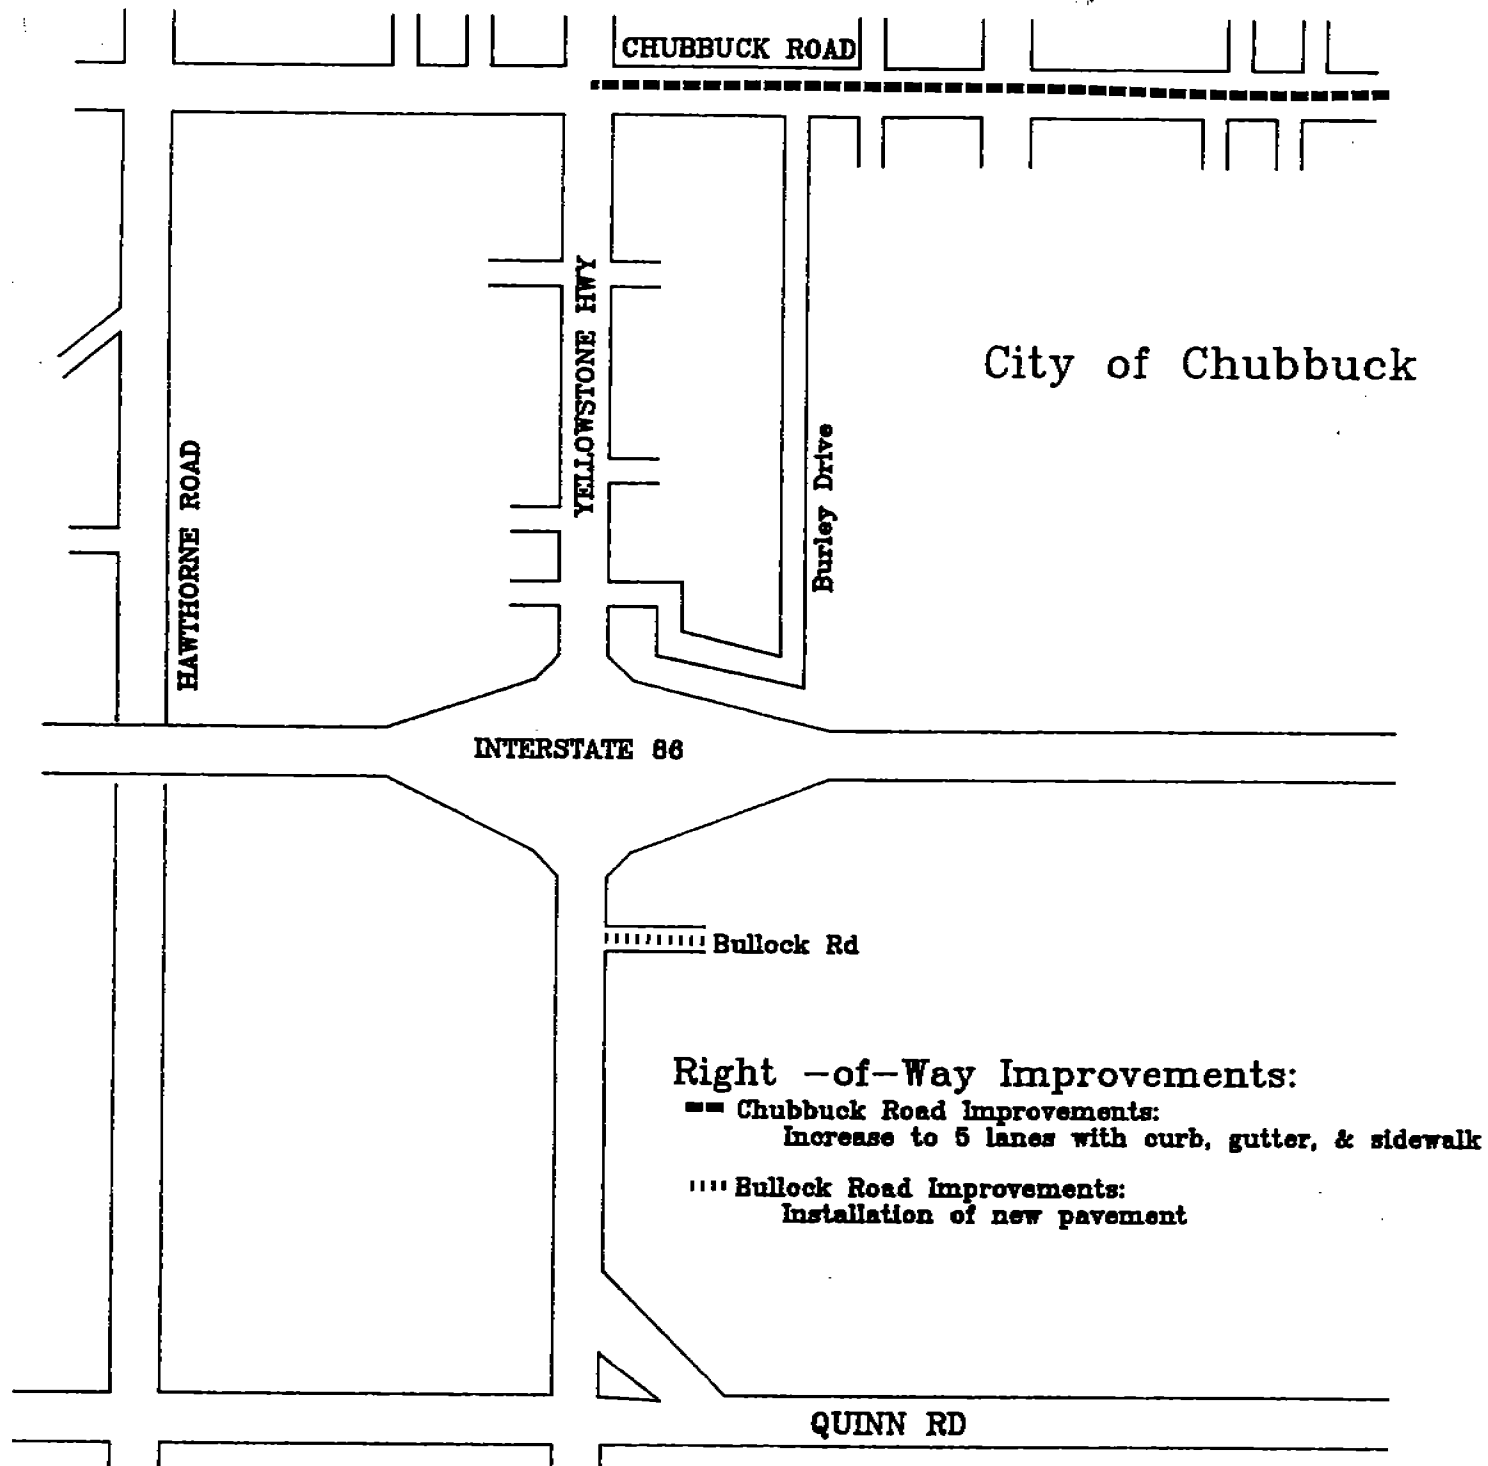 CHUBBUCK ROAD
YELLOWSTONE HWY
City of Chubbuck
HAWTHORNE ROAD
Burley Drive
INTERSTATE 86
Bullock Rd
Right -of-Way Improvements:
Chubbuck Road Improvements:
Increase to 5 lanes with curb, gutter, & sidewalk
Bullock Road Improvements:
Installation of new pavement
QUINN RD